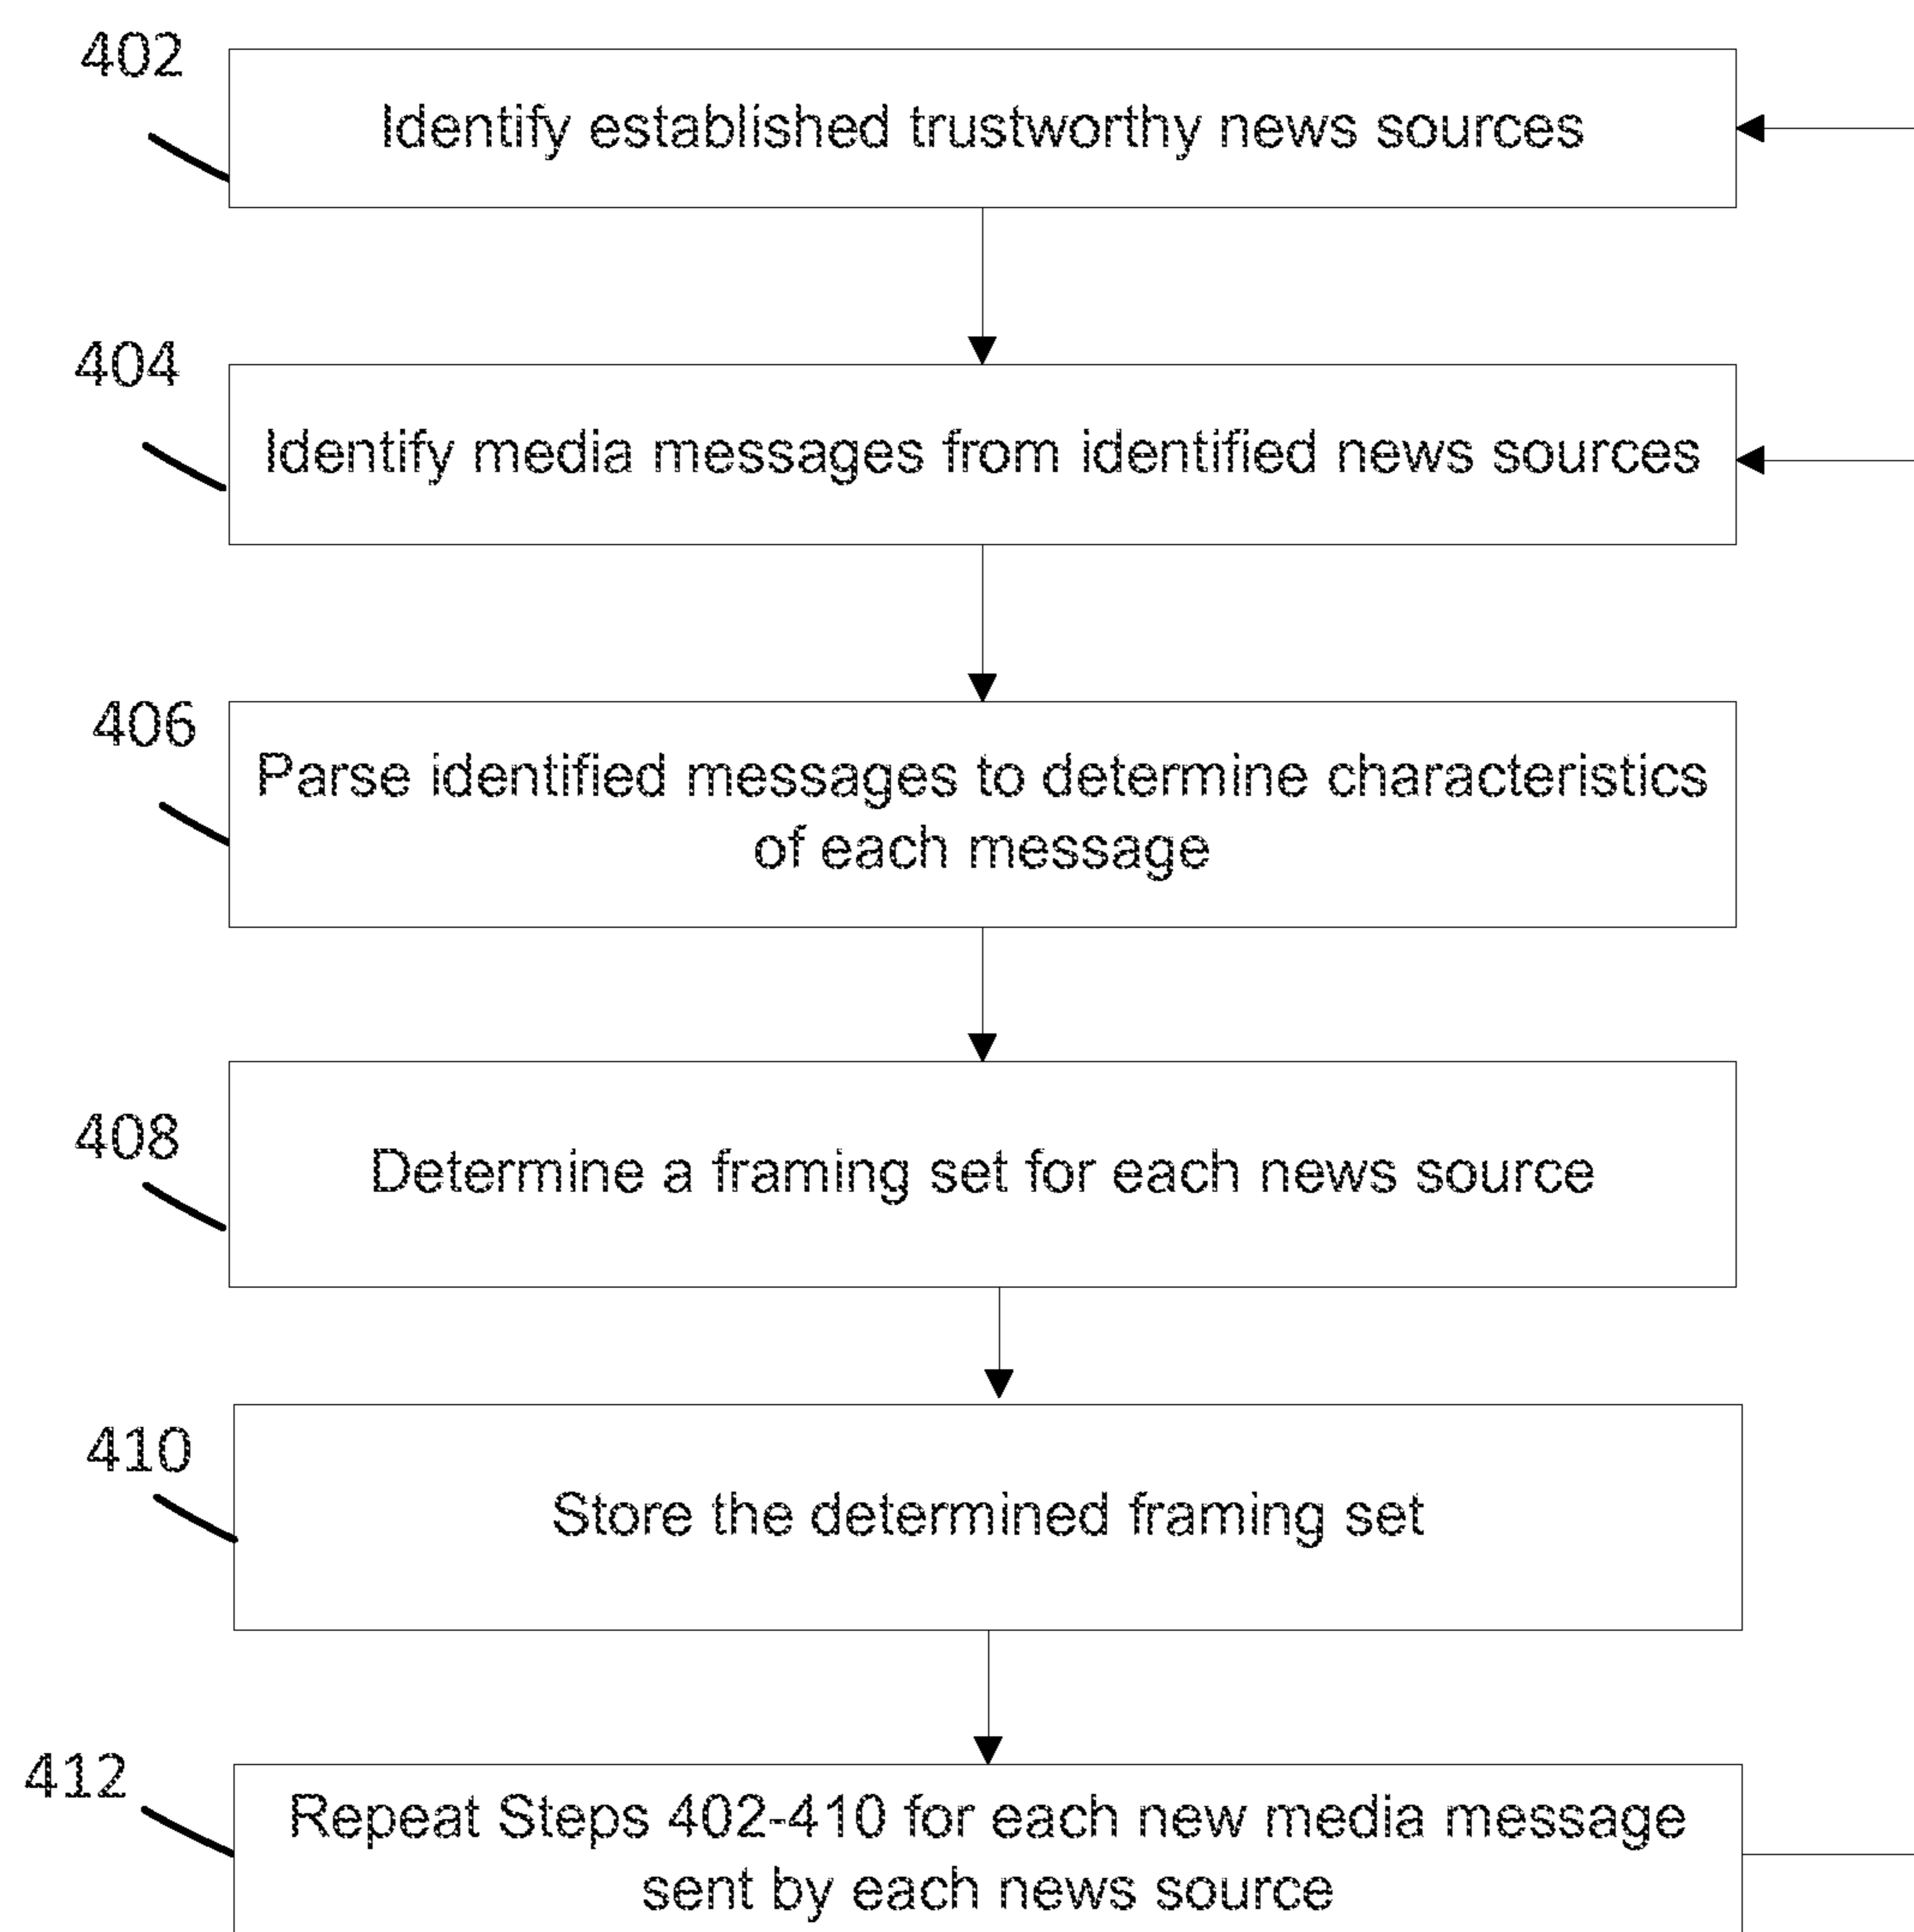 402
Identify established trustworthy news sources
404
Identify media messages from identified news sources
406
Parse identified messages to determine characteristics
of each message
408
Determine a framing set for each news source
410
Store the determined framing set
412
Repeat Steps 402-410 for each new media message
sent by each news source